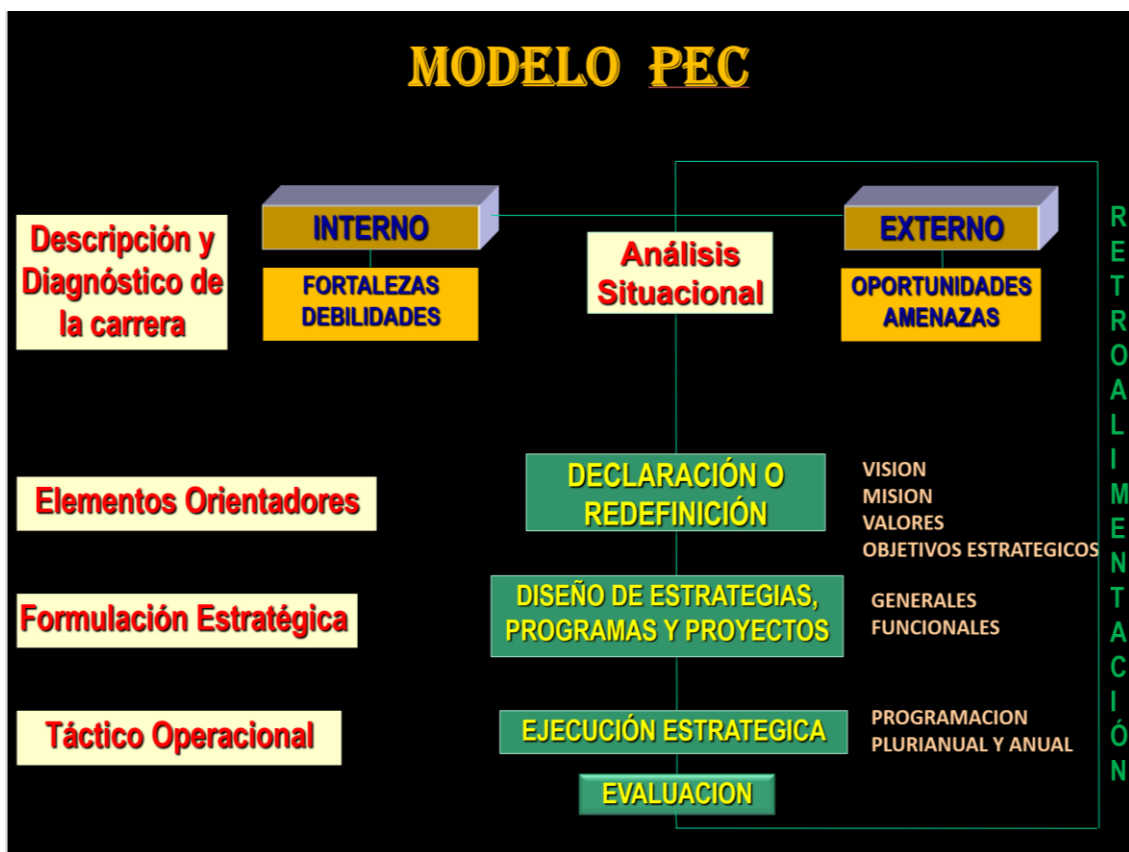 MODELO PEC
Descripción y
Diagnóstico de
la carrera
INTERNO
FORTALEZAS
DEBILIDADES
Análisis
Situacional
EXTERNO
OPORTUNIDADES
AMENAZAS
Elementos Orientadores
DECLARACIÓN O
REDEFINICIÓN
VISION
MISION
VALORES
OBJETIVOS ESTRATEGICOS
Formulación Estratégica
DISEÑO DE ESTRATEGIAS,
PROGRAMAS Y PROYECTOS
GENERALES
FUNCIONALES
Táctico Operacional
EJECUCIÓN ESTRATEGICA
PROGRAMACION
PLURIANUAL Y ANUAL
EVALUACION
RETROALIMENTACIÓN